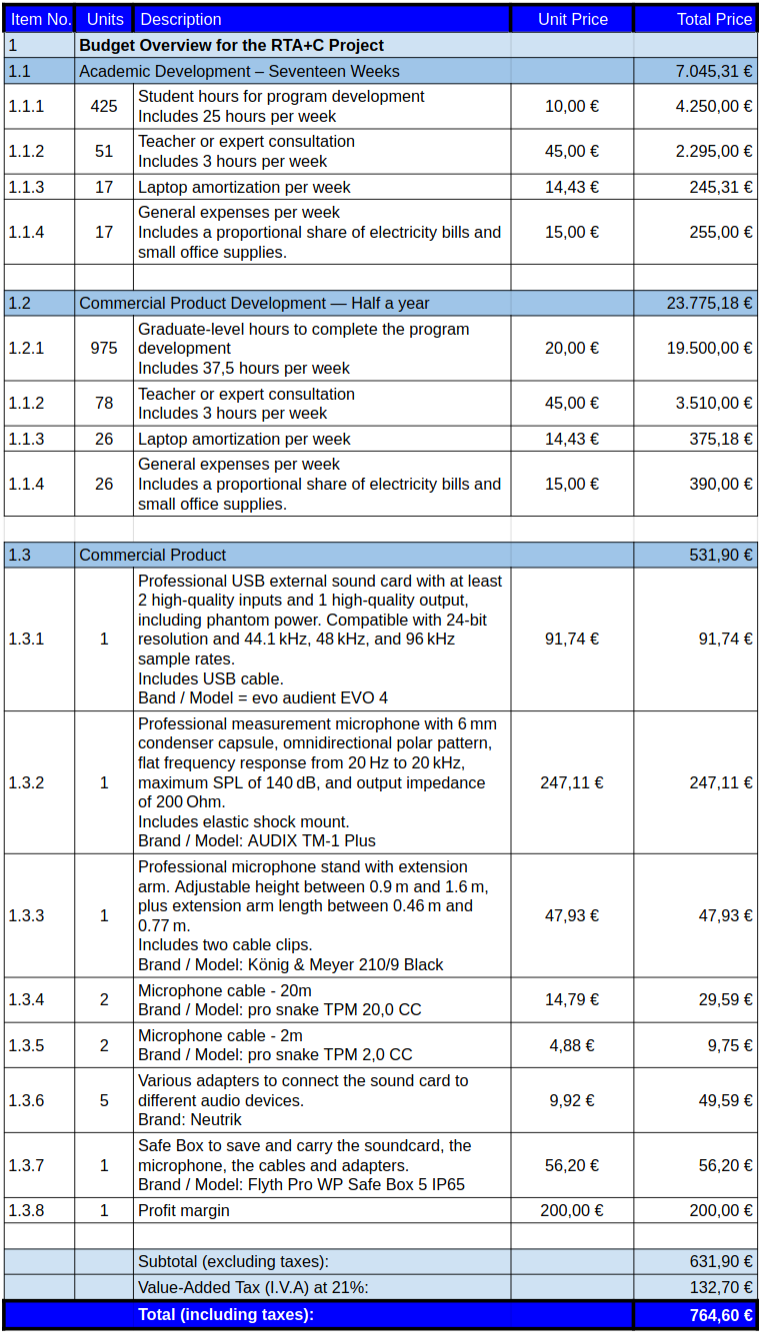 Item No. Units Description Unit Price Total Price
1 Budget Overview for the RTA+C Project
1.1 Academic Development – Seventeen Weeks 7.045,31 €
1.1.1 425 Student hours for program development
Includes 25 hours per week 10,00 € 4.250,00 €
1.1.2 51 Teacher or expert consultation
Includes 3 hours per week 45,00 € 2.295,00 €
1.1.3 17 Laptop amortization per week 14,43 € 245,31 €
1.1.4 17 General expenses per week
Includes a proportional share of electricity bills and
small office supplies. 15,00 € 255,00 €
1.2 Commercial Product Development — Half a year 23.775,18 €
1.2.1 975 Graduate-level hours to complete the program
development
Includes 37,5 hours per week 20,00 € 19.500,00 €
1.1.2 78 Teacher or expert consultation
Includes 3 hours per week 45,00 € 3.510,00 €
1.1.3 26 Laptop amortization per week 14,43 € 375,18 €
1.1.4 26 General expenses per week
Includes a proportional share of electricity bills and
small office supplies. 15,00 € 390,00 €
1.3 Commercial Product 531,90 €
1.3.1 1 Professional USB external sound card with at least
2 high-quality inputs and 1 high-quality output,
including phantom power. Compatible with 24-bit
resolution and 44.1 kHz, 48 kHz, and 96 kHz
sample rates.
Includes USB cable.
Band / Model = evo audient EVO 4 91,74 € 91,74 €
1.3.2 1 Professional measurement microphone with 6 mm
condenser capsule, omnidirectional polar pattern,
flat frequency response from 20 Hz to 20 kHz,
maximum SPL of 140 dB, and output impedance
of 200 Ohm.
Includes elastic shock mount.
Brand / Model: AUDIX TM-1 Plus 247,11 € 247,11 €
1.3.3 1 Professional microphone stand with extension
arm. Adjustable height between 0.9 m and 1.6 m,
plus extension arm length between 0.46 m and
0.77 m.
Includes two cable clips.
Brand / Model: König & Meyer 210/9 Black 47,93 € 47,93 €
1.3.4 2 Microphone cable - 20m
Brand / Model: pro snake TPM 20,0 CC 14,79 € 29,59 €
1.3.5 2 Microphone cable - 2m
Brand / Model: pro snake TPM 2,0 CC 4,88 € 9,75 €
1.3.6 5 Various adapters to connect the sound card to
different audio devices.
Brand: Neutrik 9,92 € 49,59 €
1.3.7 1 Safe Box to save and carry the soundcard, the
microphone, the cables and adapters.
Brand / Model: Flyth Pro WP Safe Box 5 IP65 56,20 € 56,20 €
1.3.8 1 Profit margin 200,00 € 200,00 €
Subtotal (excluding taxes): 631,90 €
Value-Added Tax (I.V.A) at 21%: 132,70 €
Total (including taxes): 764,60 €